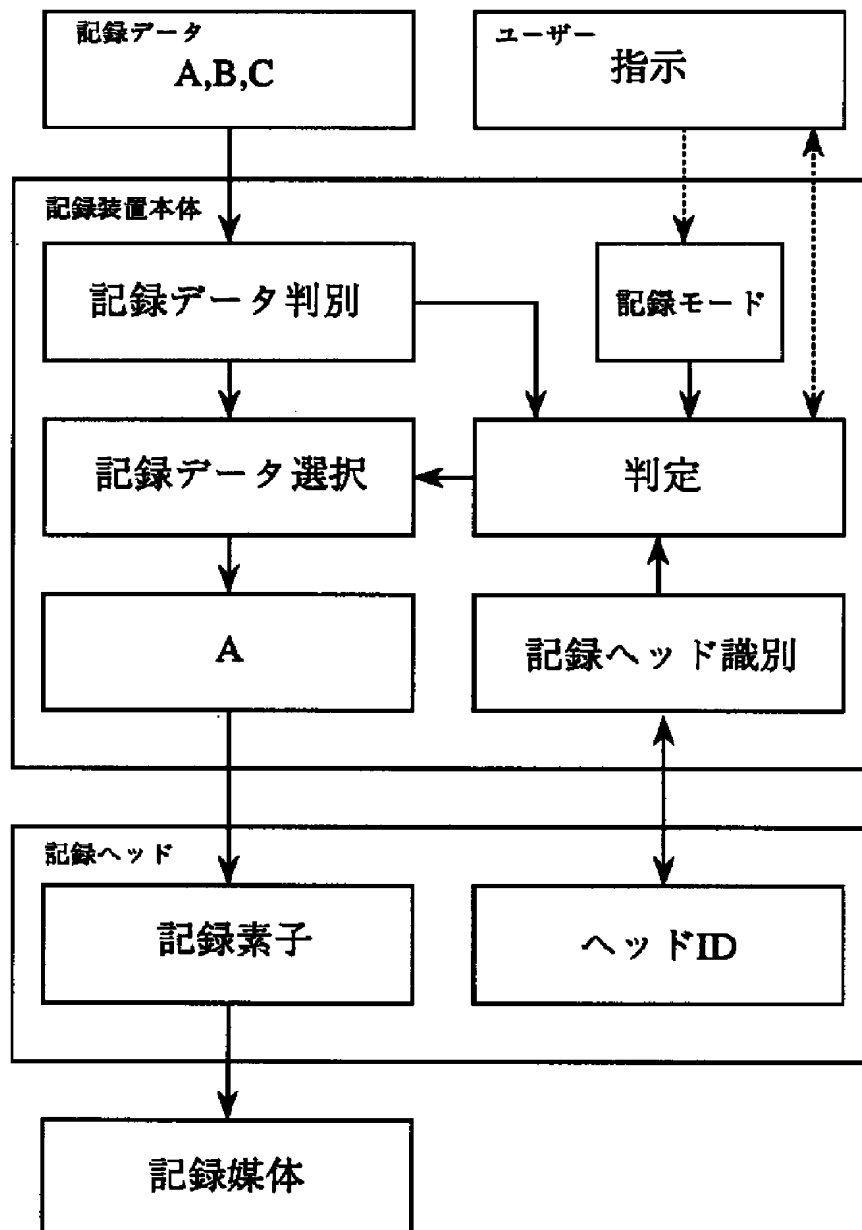 記録データ
A,B,C
ユーザー
指示
記録装置本体
記録データ判別
記録モード
記録データ選択
判定
A
記録ヘッド識別
記録ヘッド
記録素子
ヘッドID
記録媒体